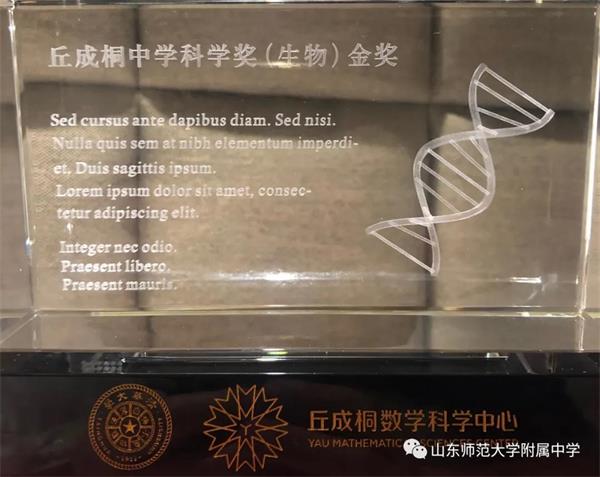 丘成桐中学科学奖（生物）金奖
Sed cursus ante dapibus diam. Sed nisi.
Nulla quis sem at nibh elementum imperdi-
et. Duis sagittis ipsum.
Lorem ipsum dolor sit amet, consec-
tetur adipiscing elit.
Integer nec odio.
Praesent libero.
Praesent mauris.
丘成桐数学科学中心
YAU MATHEMATICAL SCIENCES CENTER
山东师范大学附属中学